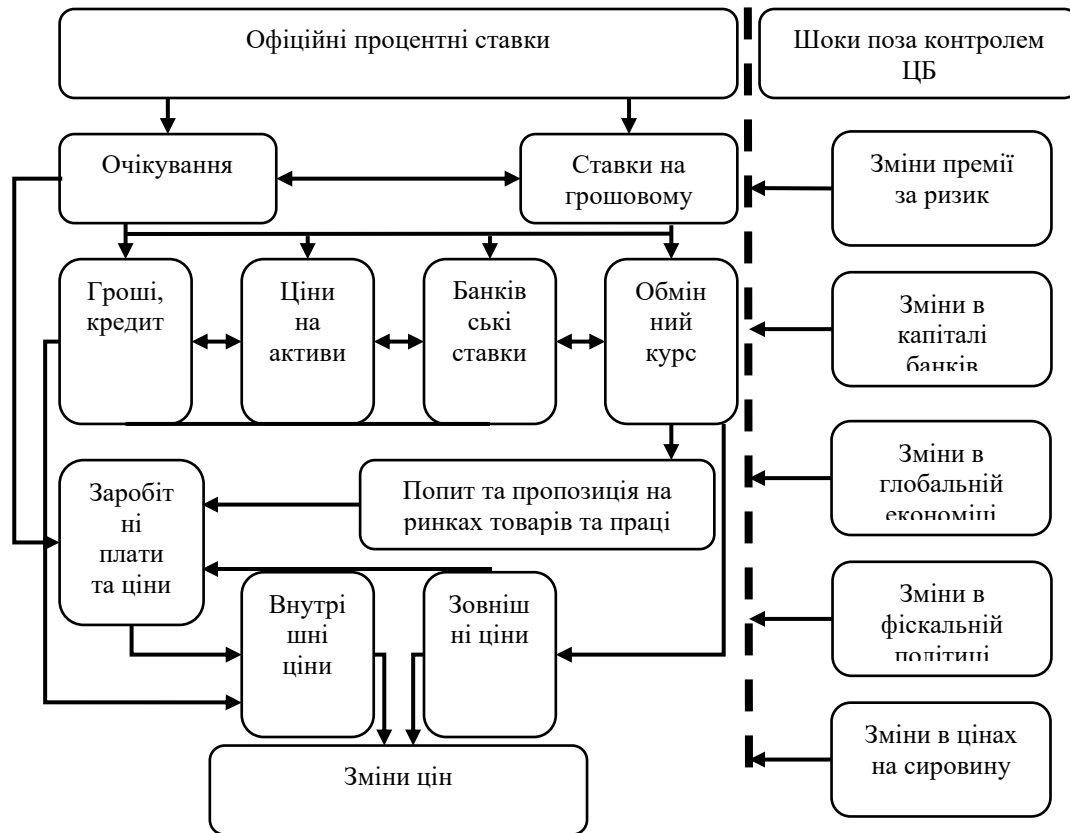 Офіційні процентні ставки
Шоки поза контролем
ЦБ
Очікування
Ставки на
грошовому
Зміни премії
за ризик
Гроші,
кредит
Ціни
на
активи
Банків
ські
ставки
Обмін
ний
курс
Зміни в
капіталі
банків
Заробіт
ні
плати
та ціни
Попит та пропозиція на
ринках товарів та праці
Зміни в
глобальній
економіці
Внутрі
шні
ціни
Зовніш
ні ціни
Зміни в
фіскальній
політиці
Зміни цін
Зміни в цінах
на сировину